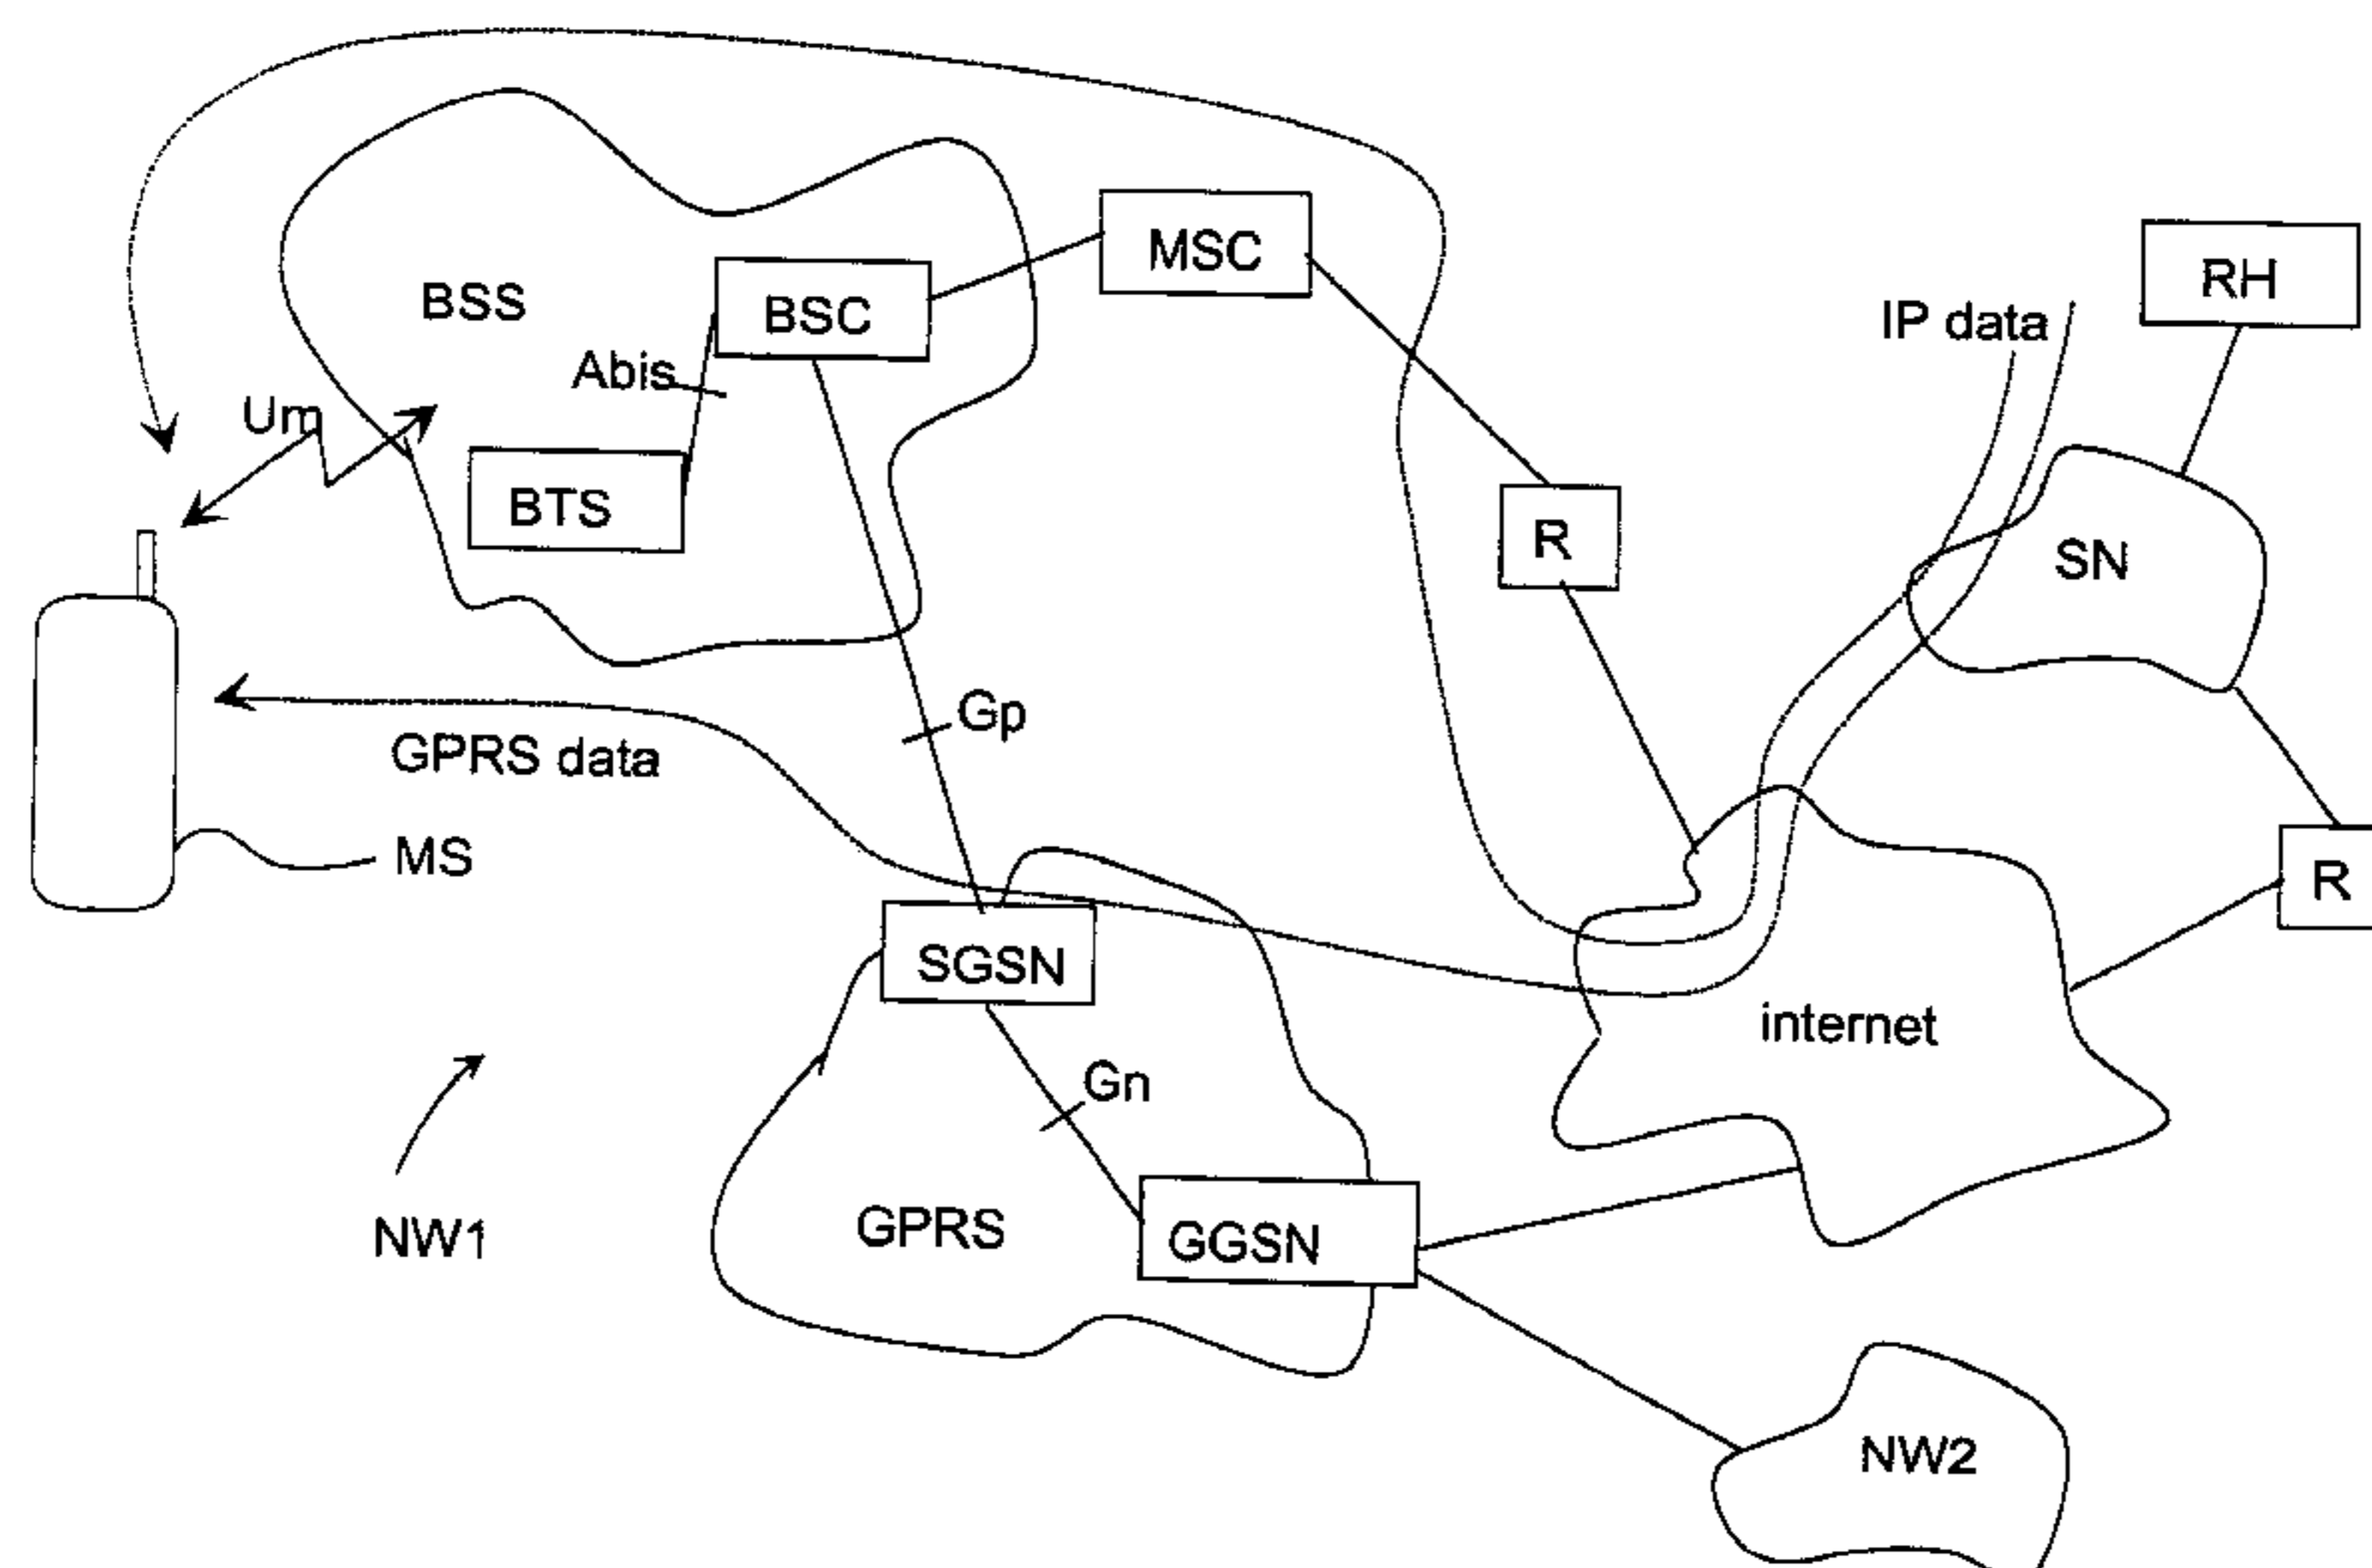 MSC
RH
BSS
BSC
IP data
Abis
Um
BTS
R
SN
Gp
GPRS data
MS
R
SGSN
internet
Gn
NW1
GPRS
GGSN
NW2